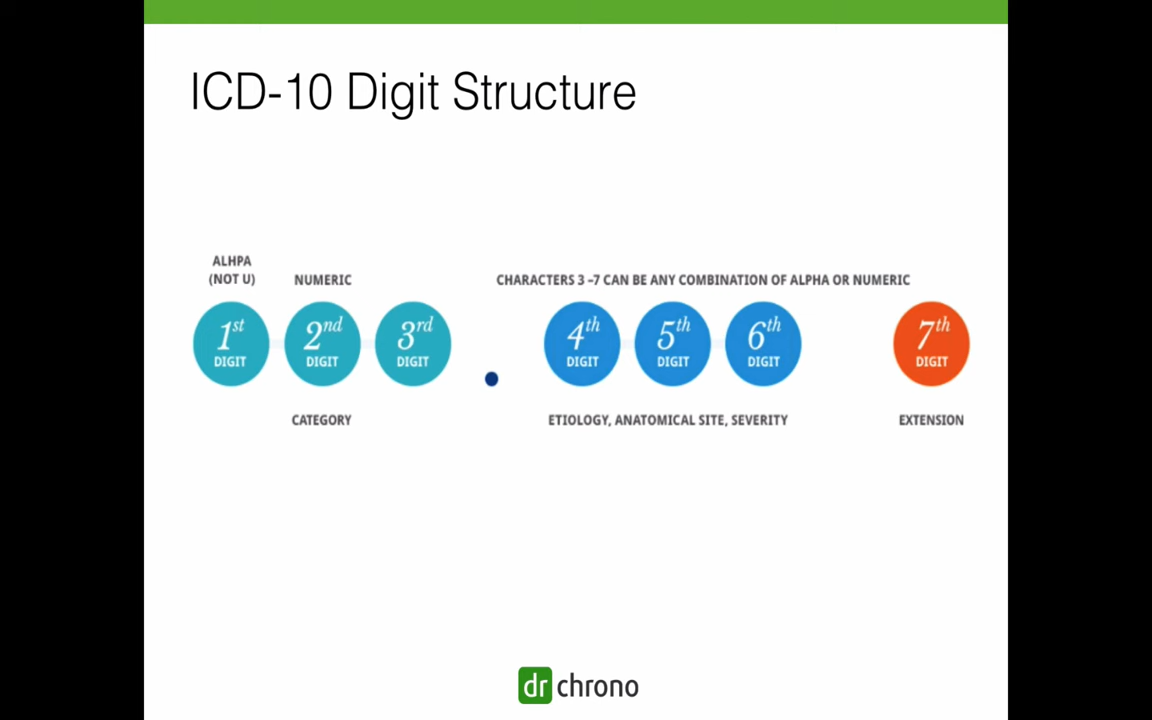 ICD-10 Digit Structure
ALHPA
(NOT U)
NUMERIC
CHARACTERS 3 –7 CAN BE ANY COMBINATION OF ALPHA OR NUMERIC
1st
DIGIT
2nd
DIGIT
3rd
DIGIT
4th
DIGIT
5th
DIGIT
6th
DIGIT
7th
DIGIT
CATEGORY
ETIOLOGY, ANATOMICAL SITE, SEVERITY
EXTENSION
dr chrono